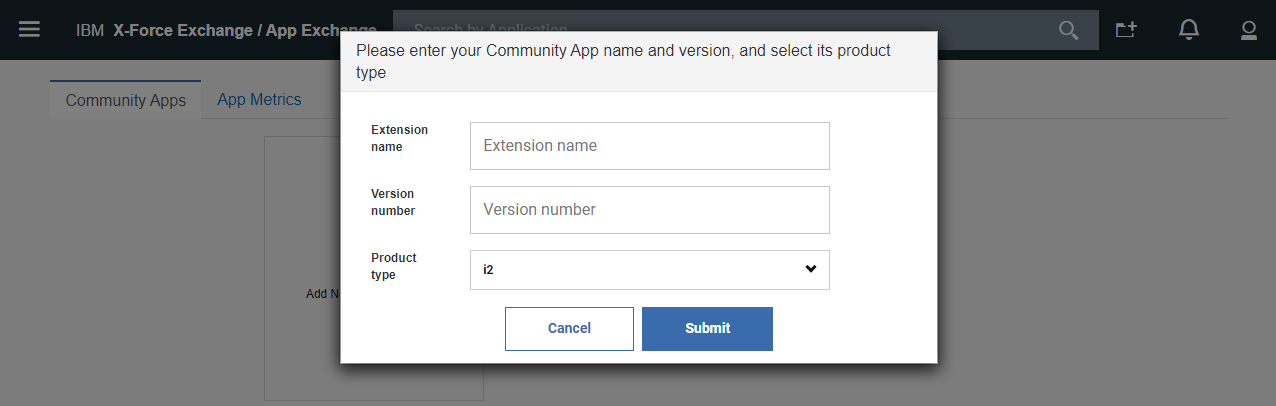 IBM X-Force Exchange / App Exchange
Search by Application
Please enter your Community App name and version, and select its product
type
Community Apps
App Metrics
Extension
name
Extension name
Version
number
Version number
Product
type
i2
Add N
Cancel
Submit